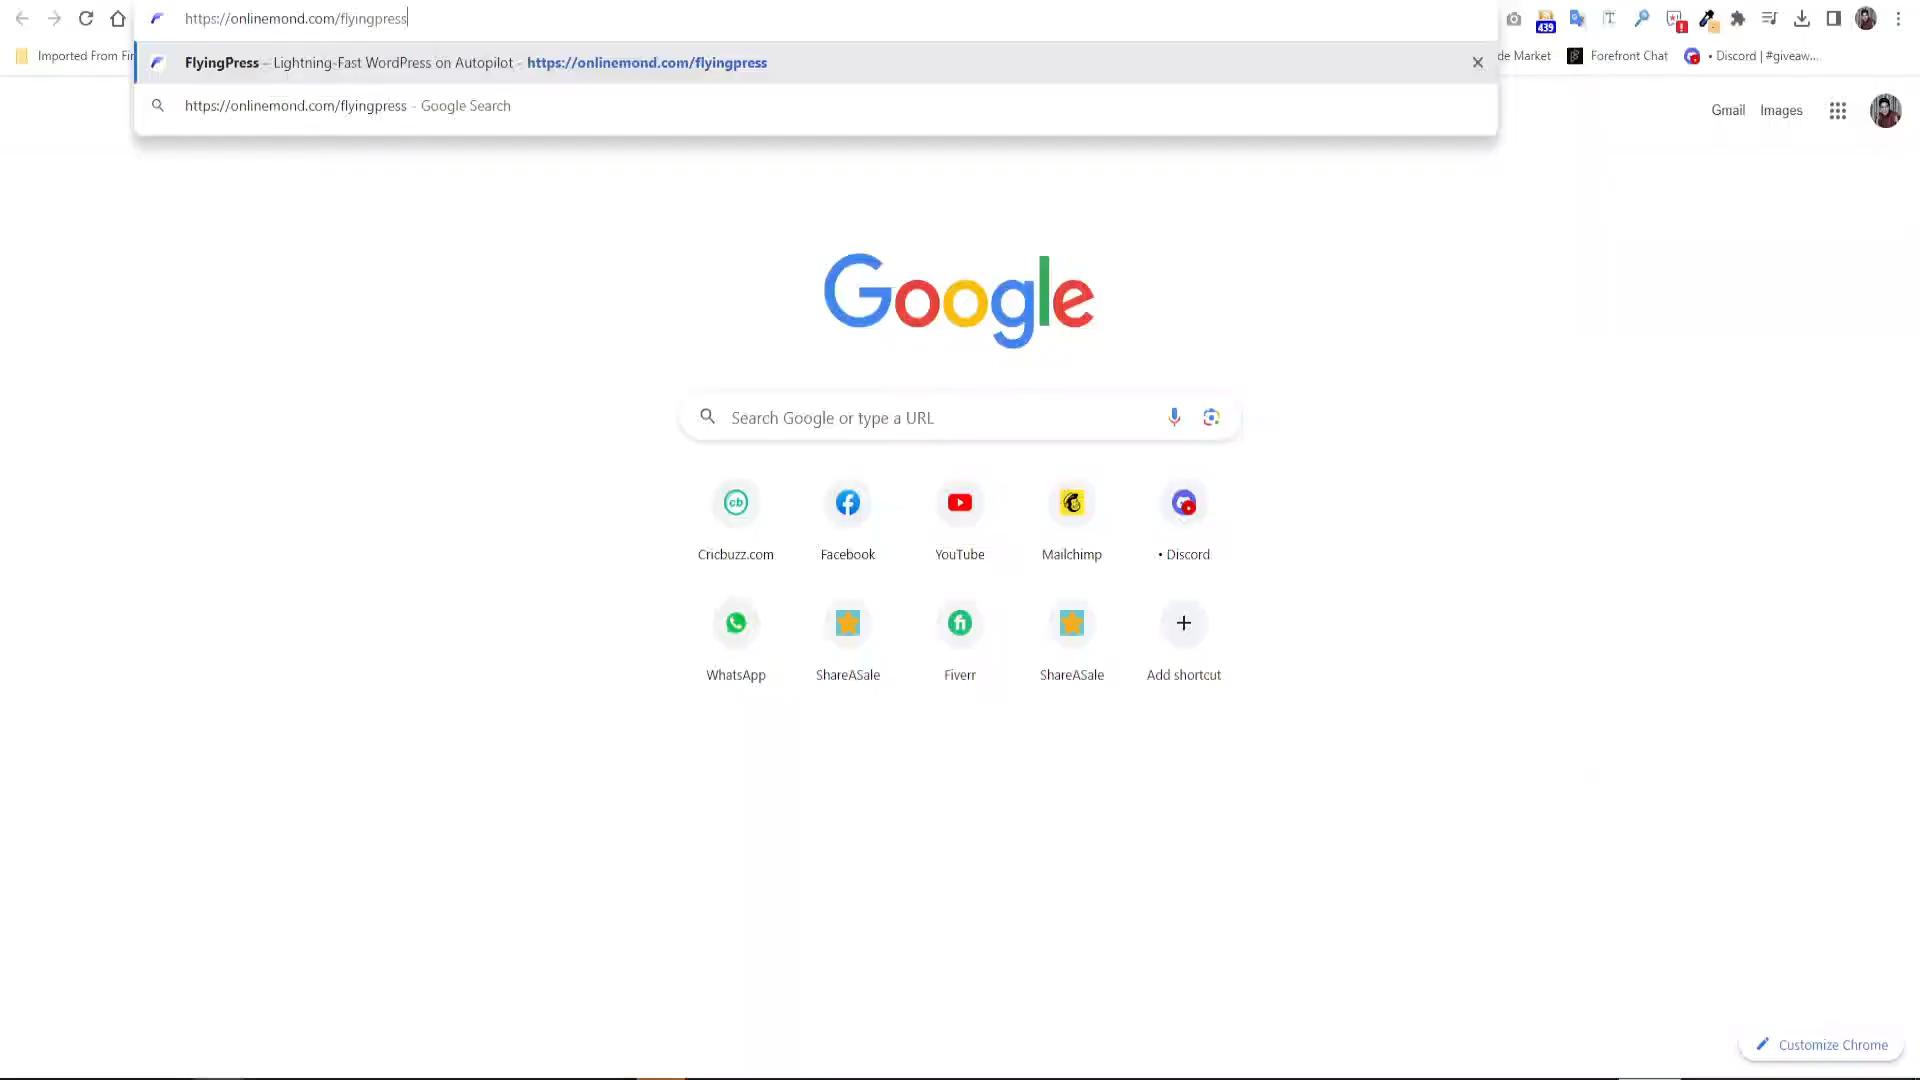 https://onlinemond.com/flyingpress
FlyingPress – Lightning-Fast WordPress on Autopilot - https://onlinemond.com/flyingpress
https://onlinemond.com/flyingpress - Google Search
439
Imported From Fir
de Market
Forefront Chat
• Discord | #giveaw...
Gmail
Images
Google
Search Google or type a URL
Cricbuzz.com
Facebook
YouTube
Mailchimp
• Discord
WhatsApp
ShareASale
Fiverr
ShareASale
Add shortcut
Customize Chrome